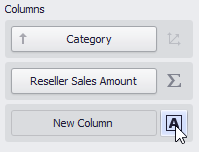 Columns
Category
Reseller Sales Amount
Σ
New Column
A